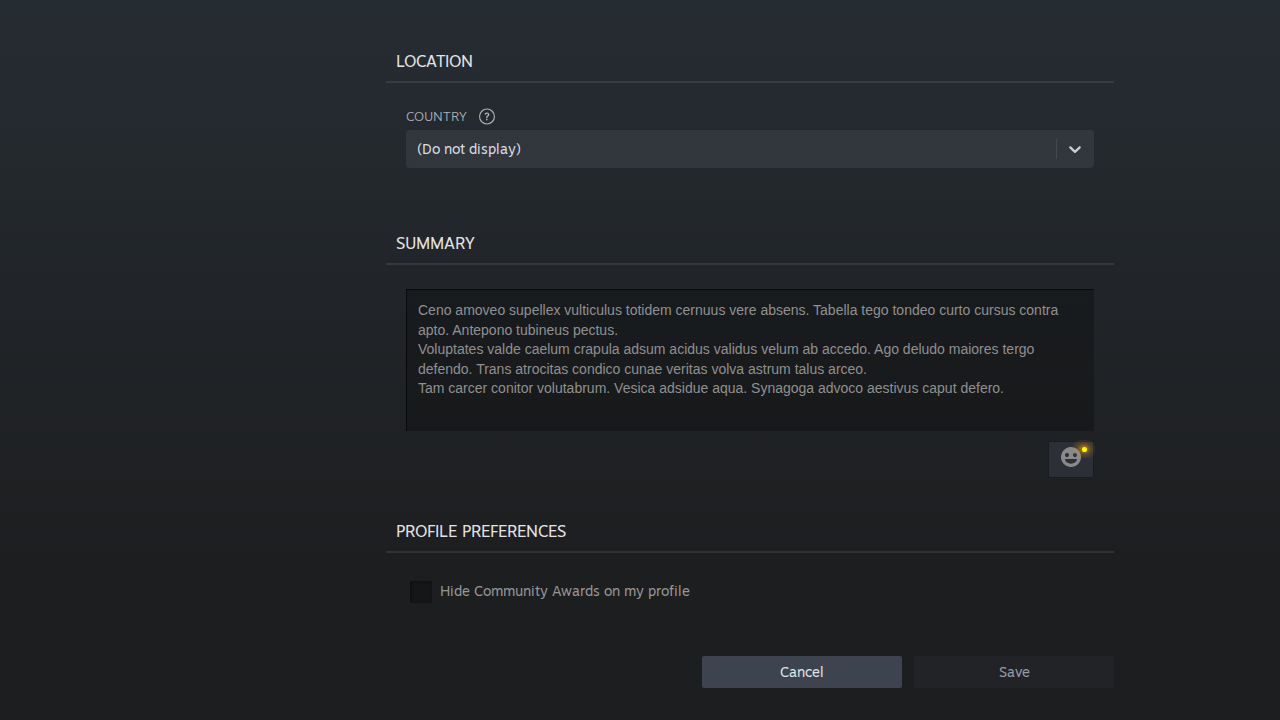 LOCATION
COUNTRY ?
(Do not display)
SUMMARY
Ceno amoveo supellex vulticulus totidem cernuus vere absens. Tabella tego tondeo curto cursus contra
apto. Antepono tubineus pectus.
Voluptates valde caelum crapula adsum acidus validus velum ab accedo. Ago deludo maiores tergo
defendo. Trans atrocitas condico cunae veritas volva astrum talus arceo.
Tam carcer conitor volutabrum. Vesica adsidue aqua. Synagoga advoco aestivus caput defero.
PROFILE PREFERENCES
Hide Community Awards on my profile
Cancel
Save